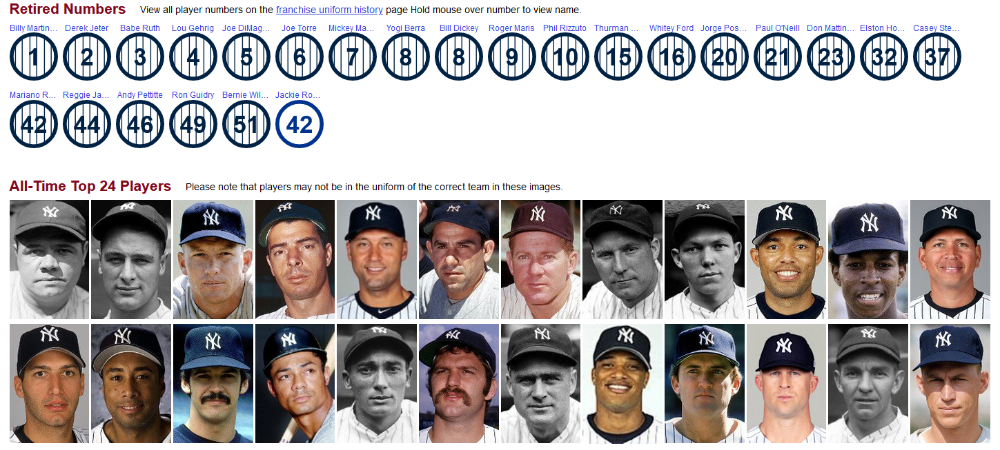 Retired Numbers View all player numbers on the franchise uniform history page Hold mouse over number to view name.
Billy Martin... Derek Jeter Babe Ruth Lou Gehrig Joe DiMag... Joe Torre Mickey Ma... Yogi Berra Bill Dickey Roger Maris Phil Rizzuto Thurman ... Whitey Ford Jorge Pos... Paul O'Neill Don Mattin... Elston Ho... Casey Ste...
1 2 3 4 5 6 7 8 8 9 10 15 16 20 21 23 32 37
Mariano R... Reggie Ja... Andy Pettitte Ron Guidry Bernie Wil... Jackie Ro...
42 44 46 49 51 42
All-Time Top 24 Players Please note that players may not be in the uniform of the correct team in these images.
NY NY NY NY NY NY NY NY NY NY NY NY
NY NY NY NY NY NY NY NY NY NY NY NY